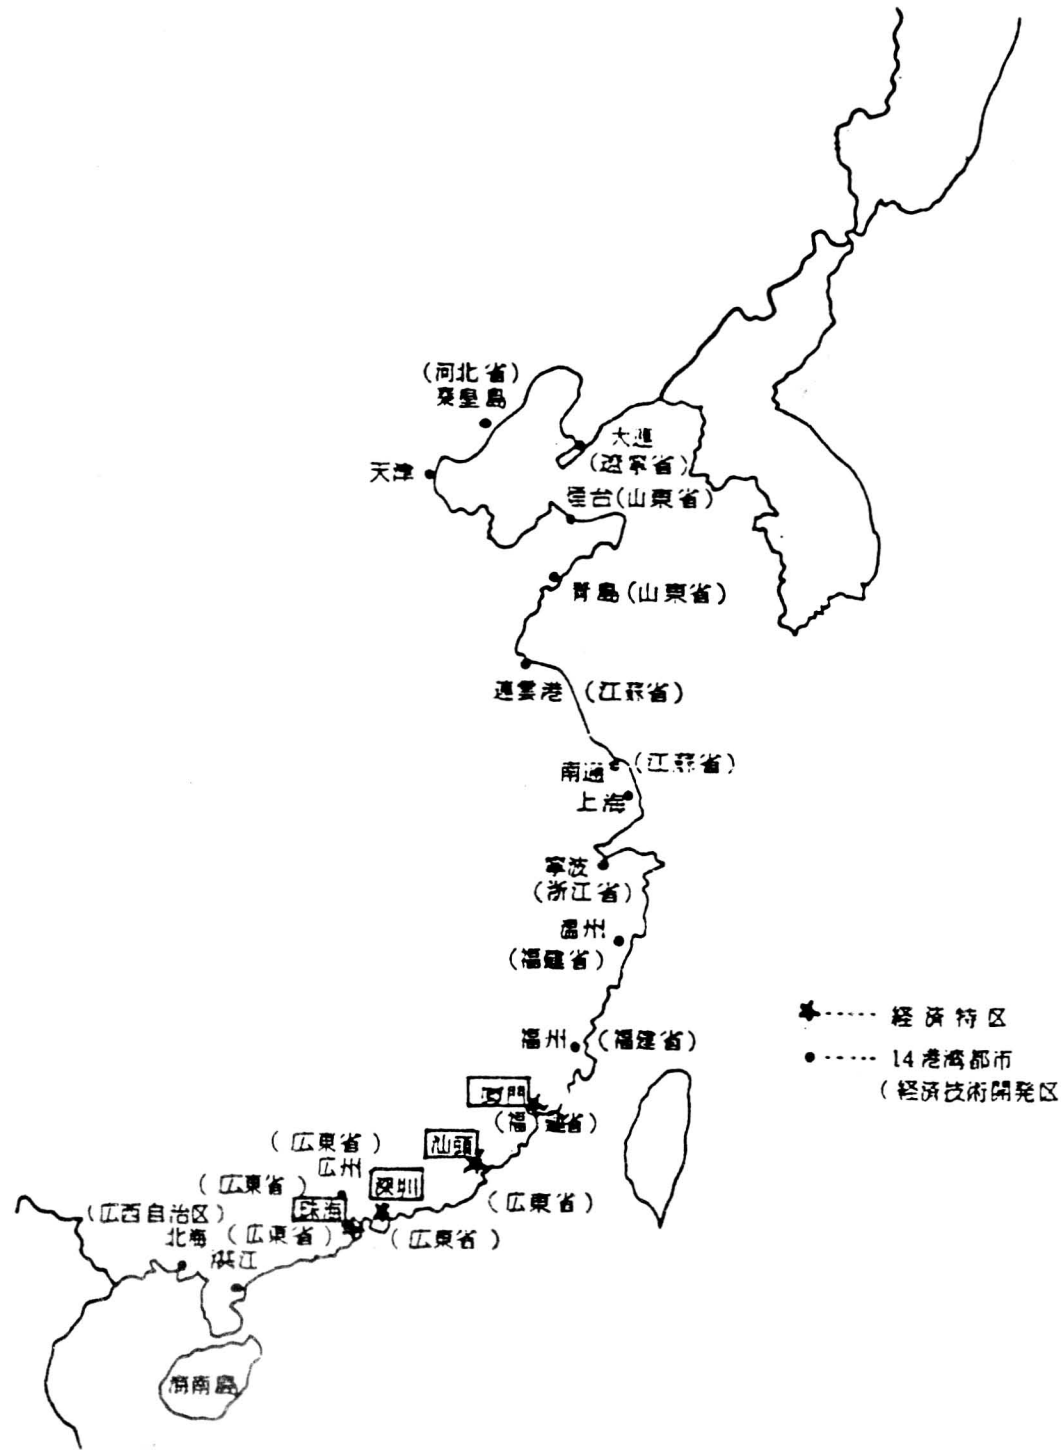 (河北省)
秦皇島
天津
大連
(遼寧省)
煙台(山東省)
青島(山東省)
連雲港 (江蘇省)
南通 (江蘇省)
上海
寧波
(浙江省)
温州
(福建省)
福州 (福建省)
厦門
(福建省)
汕頭
(広東省)
(広東省)
広州
深圳
(広東省)
(広東省)
珠海
(広西自治区)
北海
(広東省)
湛江
海南島
★‥‥‥経済特区
●‥‥‥14港湾都市
(経済技術開発区